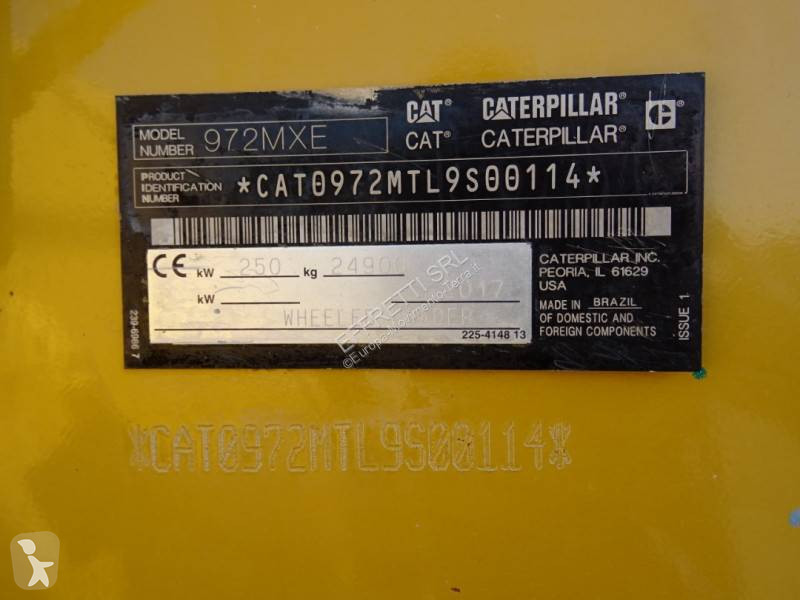 MODEL NUMBER 972MXE
CAT® CATERPILLAR®
CAT® CATERPILLAR®
PRODUCT IDENTIFICATION NUMBER *CAT0972MTL9S00114*
CE kW 250 kg
kW
225-4148 13
CATERPILLAR INC.
PEORIA, IL 61629
USA
MADE IN BRAZIL
OF DOMESTIC AND
FOREIGN COMPONENTS
ISSUE 1
239-6066 7
EFFRETTI SRL
*CAT0972MTL9S00114*